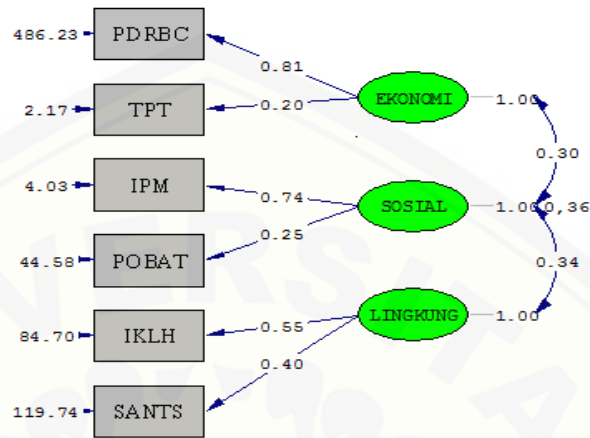 486.23 PDRBC
0.81
2.17 TPT
0.20
EKONOMI 1.00
0.30
4.03 IPM
0.74
SOSIAL 1.00 0,36
44.58 POBAT
0.25
0.34
84.70 IKLH
0.55
LINGKUNG 1.00
0.40
119.74 SANTS